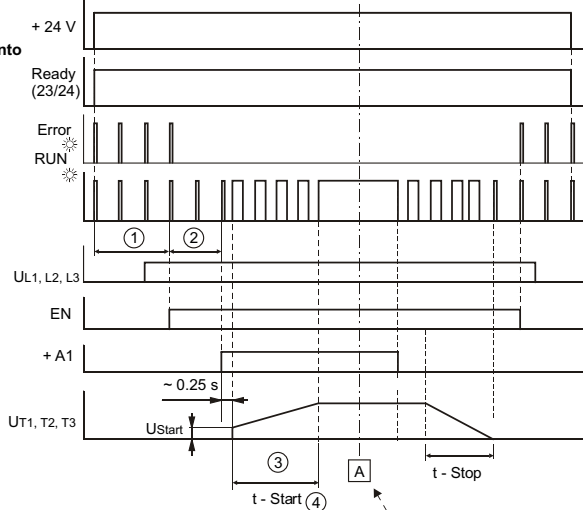 + 24 V
nto
Ready
(23/24)
Error
RUN
1 2
UL1, L2, L3
EN
+ A1
~ 0.25 s
UT1, T2, T3
UStart
3
A
t - Stop
t - Start 4